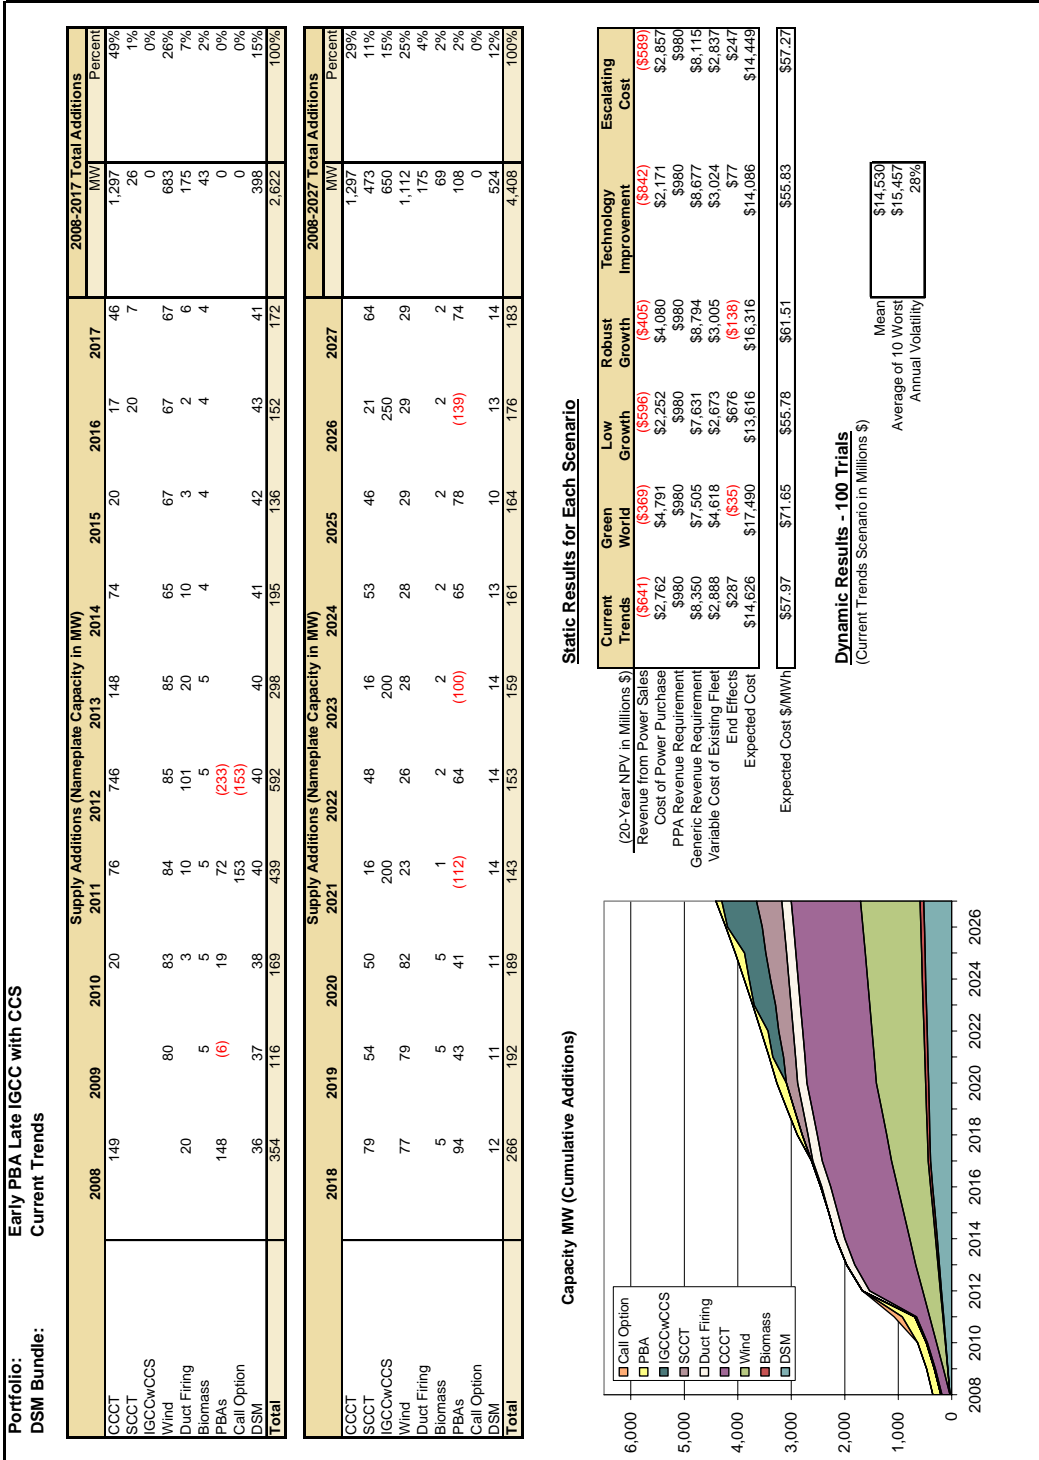 Portfolio: Early PBA Late IGCC with CCS
DSM Bundle: Current Trends
Supply Additions (Nameplate Capacity in MW) 2008-2017 Total Additions
2008 2009 2010 2011 2012 2013 2014 2015 2016 2017 MW Percent
CCCT 149 20 76 746 148 74 20 17 46 1,297 49%
SCCT 20 7 26 1%
IGCCwCCS 0 0%
Wind 80 83 84 85 85 65 67 67 67 683 26%
Duct Firing 20 3 10 101 20 10 3 2 6 175 7%
Biomass 5 5 5 5 5 4 4 4 4 43 2%
PBAs 148 (6) 19 72 (233) 0 0%
Call Option 153 (153) 0 0%
DSM 36 37 38 40 40 40 41 42 43 41 398 15%
Total 354 116 169 439 592 298 195 136 152 172 2,622 100%
Supply Additions (Nameplate Capacity in MW) 2008-2027 Total Additions
2018 2019 2020 2021 2022 2023 2024 2025 2026 2027 MW Percent
CCCT 1,297 29%
SCCT 79 54 50 16 48 16 53 46 21 64 473 11%
IGCCwCCS 200 200 250 650 15%
Wind 77 79 82 23 26 28 28 29 29 29 1,112 25%
Duct Firing 175 4%
Biomass 5 5 5 1 2 2 2 2 2 2 69 2%
PBAs 94 43 41 (112) 64 (100) 65 78 (139) 74 108 2%
Call Option 0 0%
DSM 12 11 11 14 14 14 13 10 13 14 524 12%
Total 266 192 189 143 153 159 161 164 176 183 4,408 100%
Capacity MW (Cumulative Additions)
6,000
5,000
4,000
3,000
2,000
1,000
0
Call Option
PBA
IGCCwCCS
SCCT
Duct Firing
CCCT
Wind
Biomass
DSM
2008 2010 2012 2014 2016 2018 2020 2022 2024 2026
Static Results for Each Scenario
(20-Year NPV in Millions $) Current Trends Green World Low Growth Robust Growth Technology Improvement Escalating Cost
Revenue from Power Sales ($641) ($369) ($596) ($405) ($842) ($589)
Cost of Power Purchase $2,762 $4,791 $2,252 $4,080 $2,171 $2,857
PPA Revenue Requirement $980 $980 $980 $980 $980 $980
Generic Revenue Requirement $8,350 $7,505 $7,631 $8,794 $8,677 $8,115
Variable Cost of Existing Fleet $2,888 $4,618 $2,673 $3,005 $3,024 $2,837
End Effects $287 ($35) $676 ($138) $77 $247
Expected Cost $14,626 $17,490 $13,616 $16,316 $14,086 $14,449
Expected Cost $/MWh $57.97 $71.65 $55.78 $61.51 $55.83 $57.27
Dynamic Results - 100 Trials
(Current Trends Scenario in Millions $)
Mean $14,530
Average of 10 Worst $15,457
Annual Volatility 28%